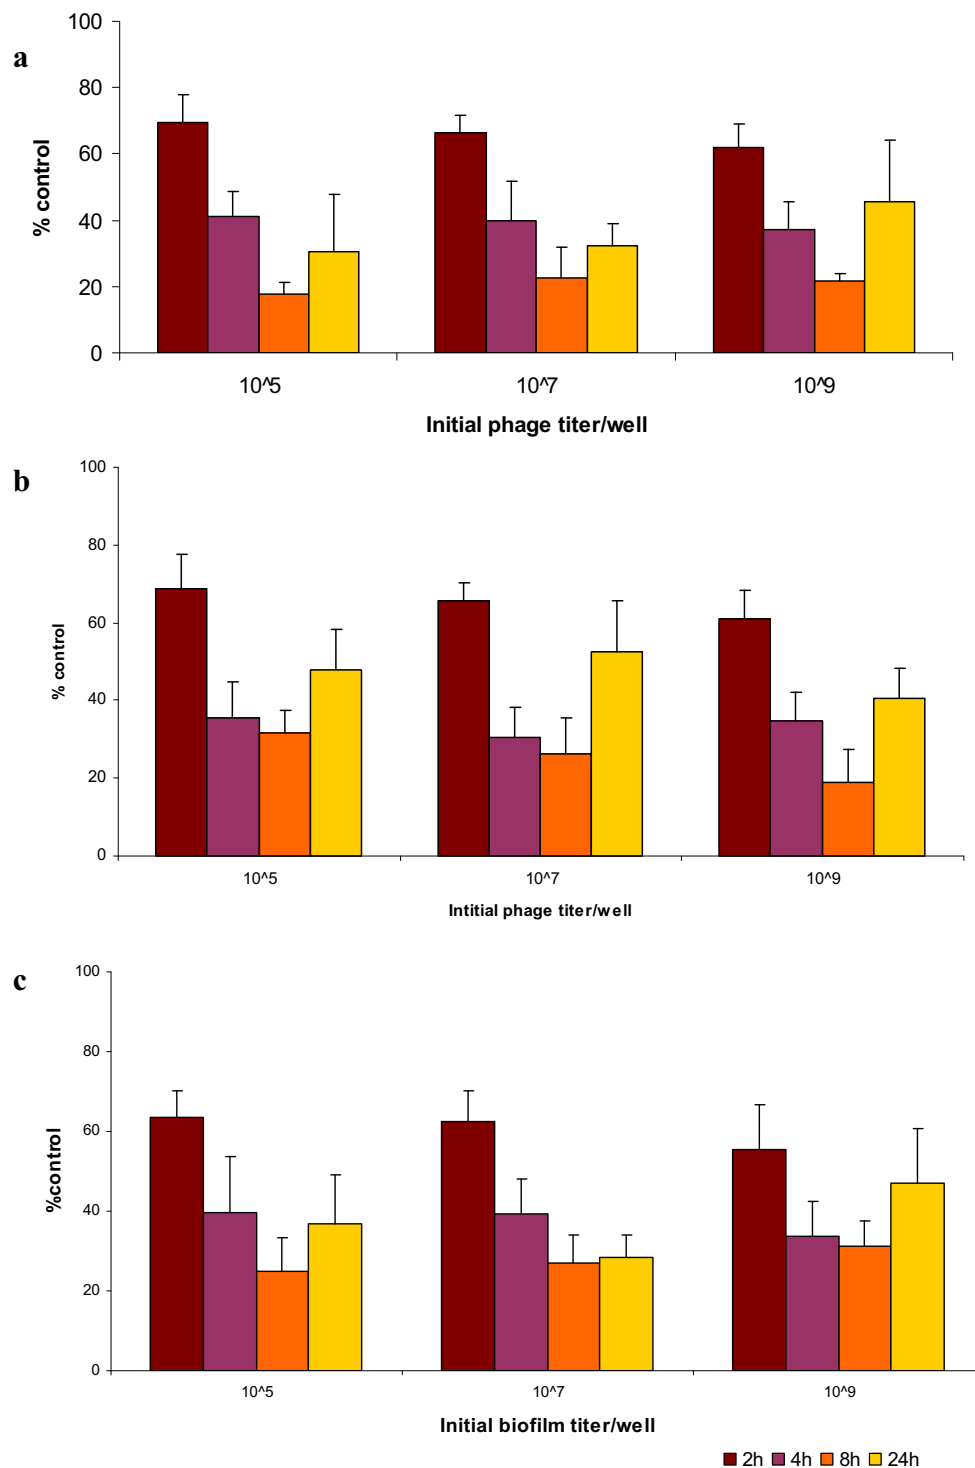 a
100
80
60
40
20
0
% control
10^5 10^7 10^9
Initial phage titer/well
b
100
80
60
40
20
0
% control
10^5 10^7 10^9
Intitial phage titer/well
c
100
80
60
40
20
0
%control
10^5 10^7 10^9
Initial biofilm titer/well
2h 4h 8h 24h